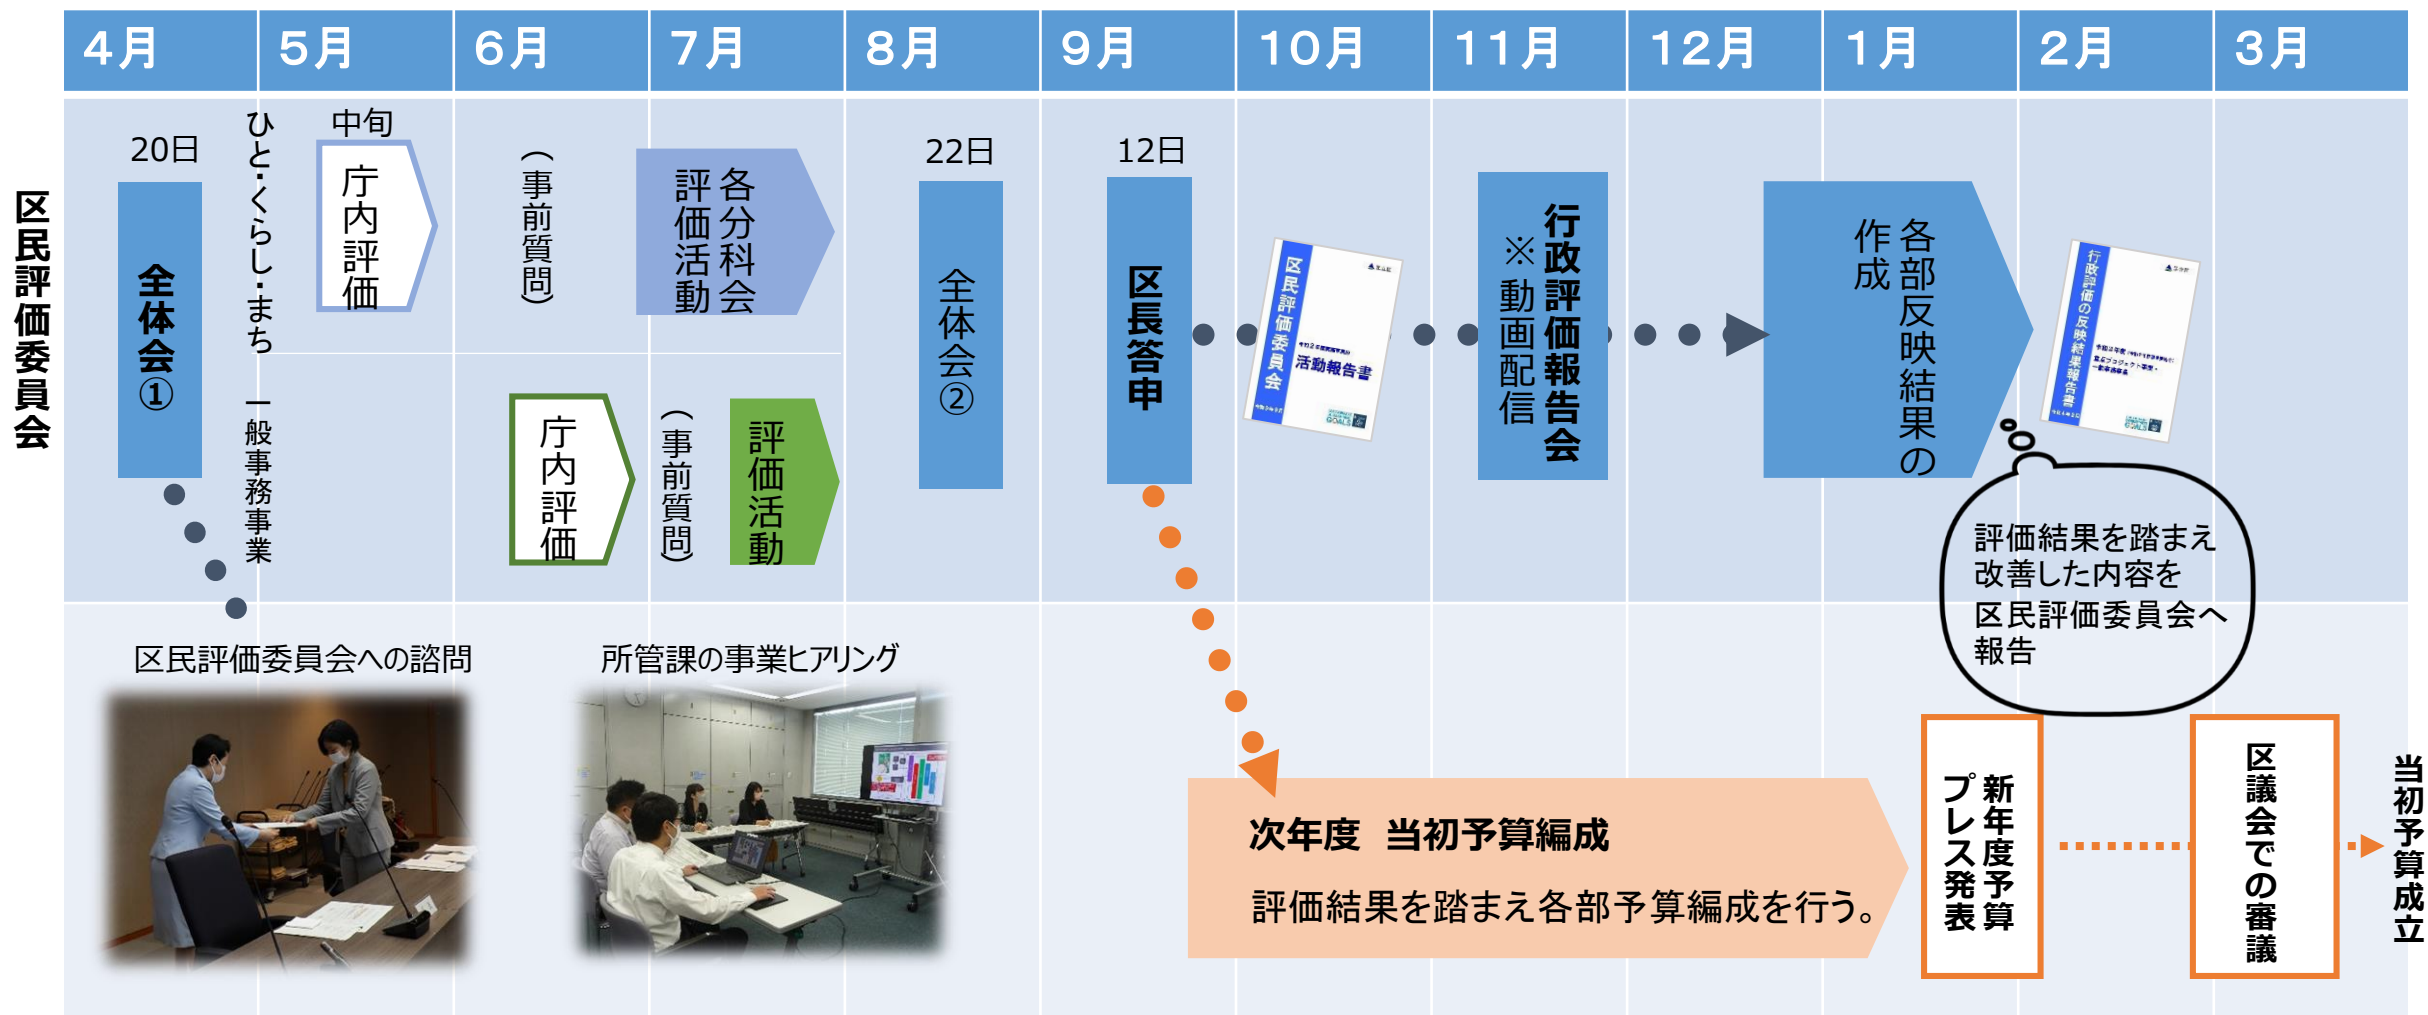 4月
5月
6月
7月
8月
9月
10月
11月
12月
1月
2月
3月
区民評価委員会
20日
全体会①
ひと・くらし・まち
一般事務事業
中旬
庁内評価
(事前質問)
各分科会
評価活動
庁内評価
(事前質問)
評価活動
22日
全体会②
12日
区長答申
区民評価委員会
活動報告書
行政評価報告会
※動画配信
各部反映結果の
作成
行政評価の反映結果報告書
評価結果を踏まえ
改善した内容を
区民評価委員会へ
報告
区民評価委員会への諮問
所管課の事業ヒアリング
次年度 当初予算編成
評価結果を踏まえ各部予算編成を行う。
新年度予算
プレス発表
区議会での審議
当初予算成立